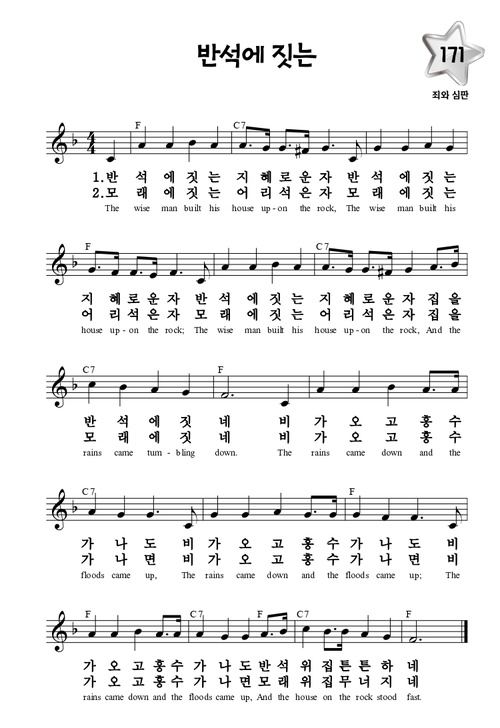 반석에 짓는
171
죄와 심판
F C7
1.반 석 에 짓 는 지 혜 로 운 자 반 석 에 짓 는
2.모 래 에 짓 는 어 리 석 은 자 모 래 에 짓 는
The wise man built his house up-on the rock, The wise man built his
F C7
지 혜 로 운 자 반 석 에 짓 는 지 혜 로 운 자 집 을
어 리 석 은 자 모 래 에 짓 는 어 리 석 은 자 집 을
house up-on the rock; The wise man built his house up-on the rock, And the
C7 F
반 석 에 짓 네 비 가 오 고 홍 수
모 래 에 짓 네 비 가 오 고 홍 수
rains came tum-bling down. The rains came down and the
C7 F
가 나 도 비 가 오 고 홍 수 가 나 도 비
가 나 면 비 가 오 고 홍 수 가 나 면 비
floods came up, The rains came down and the floods came up; The
F C7 F C7 F
가 오 고 홍 수 가 나 도 반 석 위 집 튼 튼 하 네
가 오 고 홍 수 가 나 면 모 래 위 집 무 너 지 네
rains came down and the floods came up, And the house on the rock stood fast.